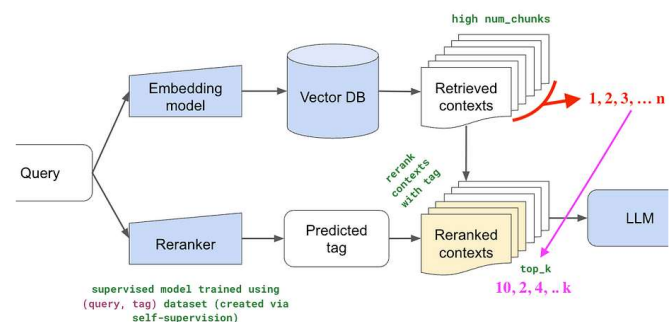 high num_chunks
Embedding
model
Vector DB
Retrieved
contexts
1, 2, 3, ... n
Query
rerank
contexts
with tag
Reranker
Predicted
tag
Reranked
contexts
LLM
top_k
10, 2, 4, .. k
supervised model trained using
(query, tag) dataset (created via
self-supervision)